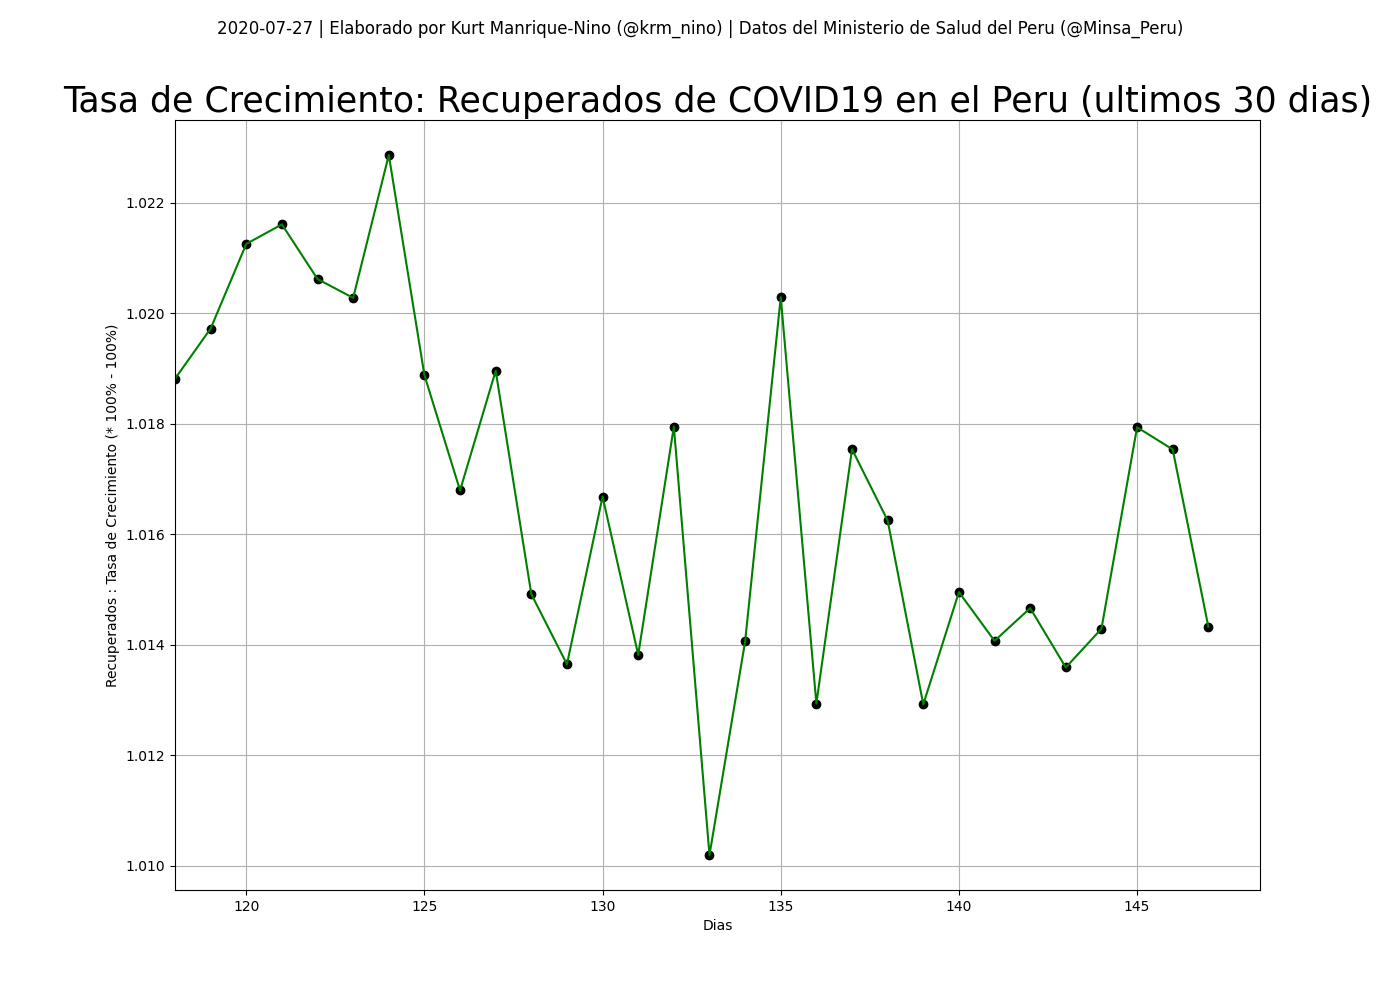 2020-07-27 | Elaborado por Kurt Manrique-Nino (@krm_nino) | Datos del Ministerio de Salud del Peru (@Minsa_Peru)
Tasa de Crecimiento: Recuperados de COVID19 en el Peru (ultimos 30 dias)
Recuperados : Tasa de Crecimiento (* 100% - 100%)
1.022
1.020
1.018
1.016
1.014
1.012
1.010
120 125 130 135 140 145
Dias